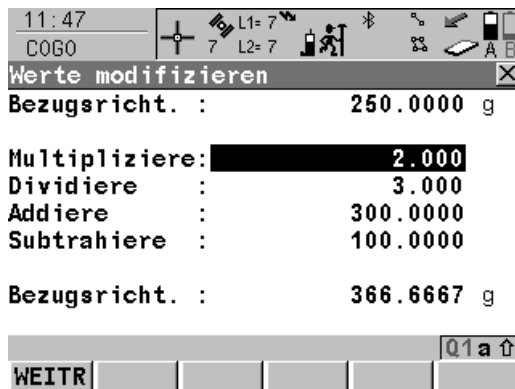 11:47
COGO
7
L1= 7
L2= 7
A B
Werte modifizieren
Bezugsricht. : 250.0000 g
Multipliziere: 2.000
Dividiere : 3.000
Addiere : 300.0000
Subtrahiere : 100.0000
Bezugsricht. : 366.6667 g
Q1 a ⇧
WEITR